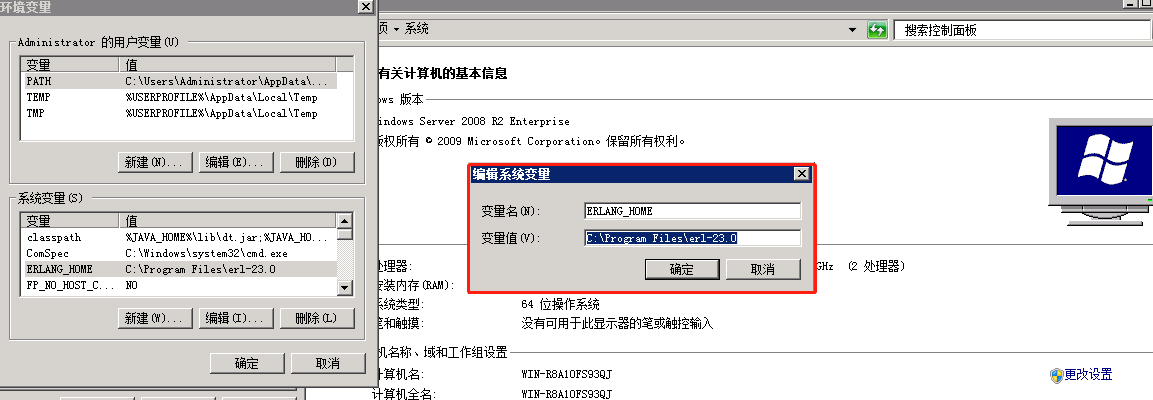 环境变量
Administrator 的用户变量(U)
变量 值
PATH C:\Users\Administrator\AppData\...
TEMP %USERPROFILE%\AppData\Local\Temp
TMP %USERPROFILE%\AppData\Local\Temp
新建(N)... 编辑(E)... 删除(D)
系统变量(S)
变量 值
classpath %JAVA_HOME%\lib\dt.jar;%JAVA_HO...
ComSpec C:\Windows\system32\cmd.exe
ERLANG_HOME C:\Program Files\erl-23.0
FP_NO_HOST_C... NO
新建(W)... 编辑(I)... 删除(L)
确定 取消
页 系统
搜索控制面板
有关计算机的基本信息
ows 版本
indows Server 2008 R2 Enterprise
版权所有 © 2009 Microsoft Corporation。保留所有权利。
编辑系统变量
变量名(N): ERLANG_HOME
变量值(V): C:\Program Files\erl-23.0
确定 取消
处理器: GHz (2 处理器)
安装内存(RAM):
系统类型: 64 位操作系统
笔和触摸: 没有可用于此显示器的笔或触控输入
机名称、域和工作组设置
计算机名: WIN-R8A10FS93QJ
更改设置
计算机全名: WIN-R8A10FS93QJ